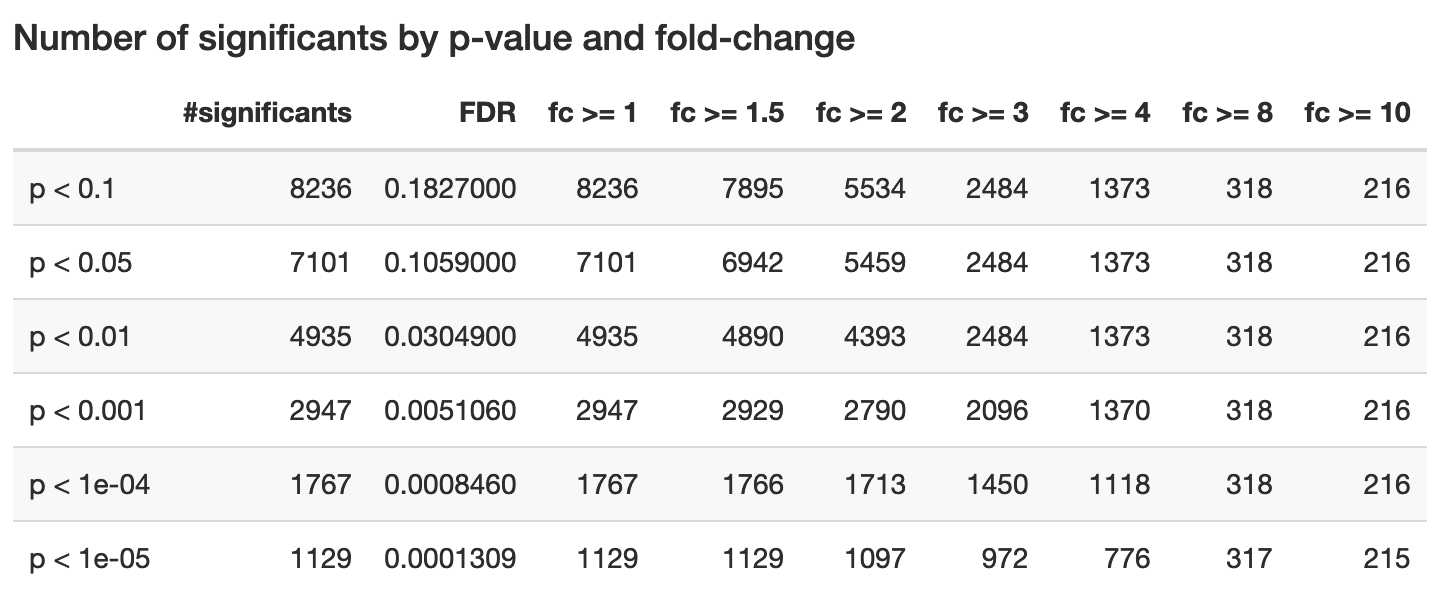 Number of significants by p-value and fold-change
#significants FDR fc >= 1 fc >= 1.5 fc >= 2 fc >= 3 fc >= 4 fc >= 8 fc >= 10
p < 0.1 8236 0.1827000 8236 7895 5534 2484 1373 318 216
p < 0.05 7101 0.1059000 7101 6942 5459 2484 1373 318 216
p < 0.01 4935 0.0304900 4935 4890 4393 2484 1373 318 216
p < 0.001 2947 0.0051060 2947 2929 2790 2096 1370 318 216
p < 1e-04 1767 0.0008460 1767 1766 1713 1450 1118 318 216
p < 1e-05 1129 0.0001309 1129 1129 1097 972 776 317 215